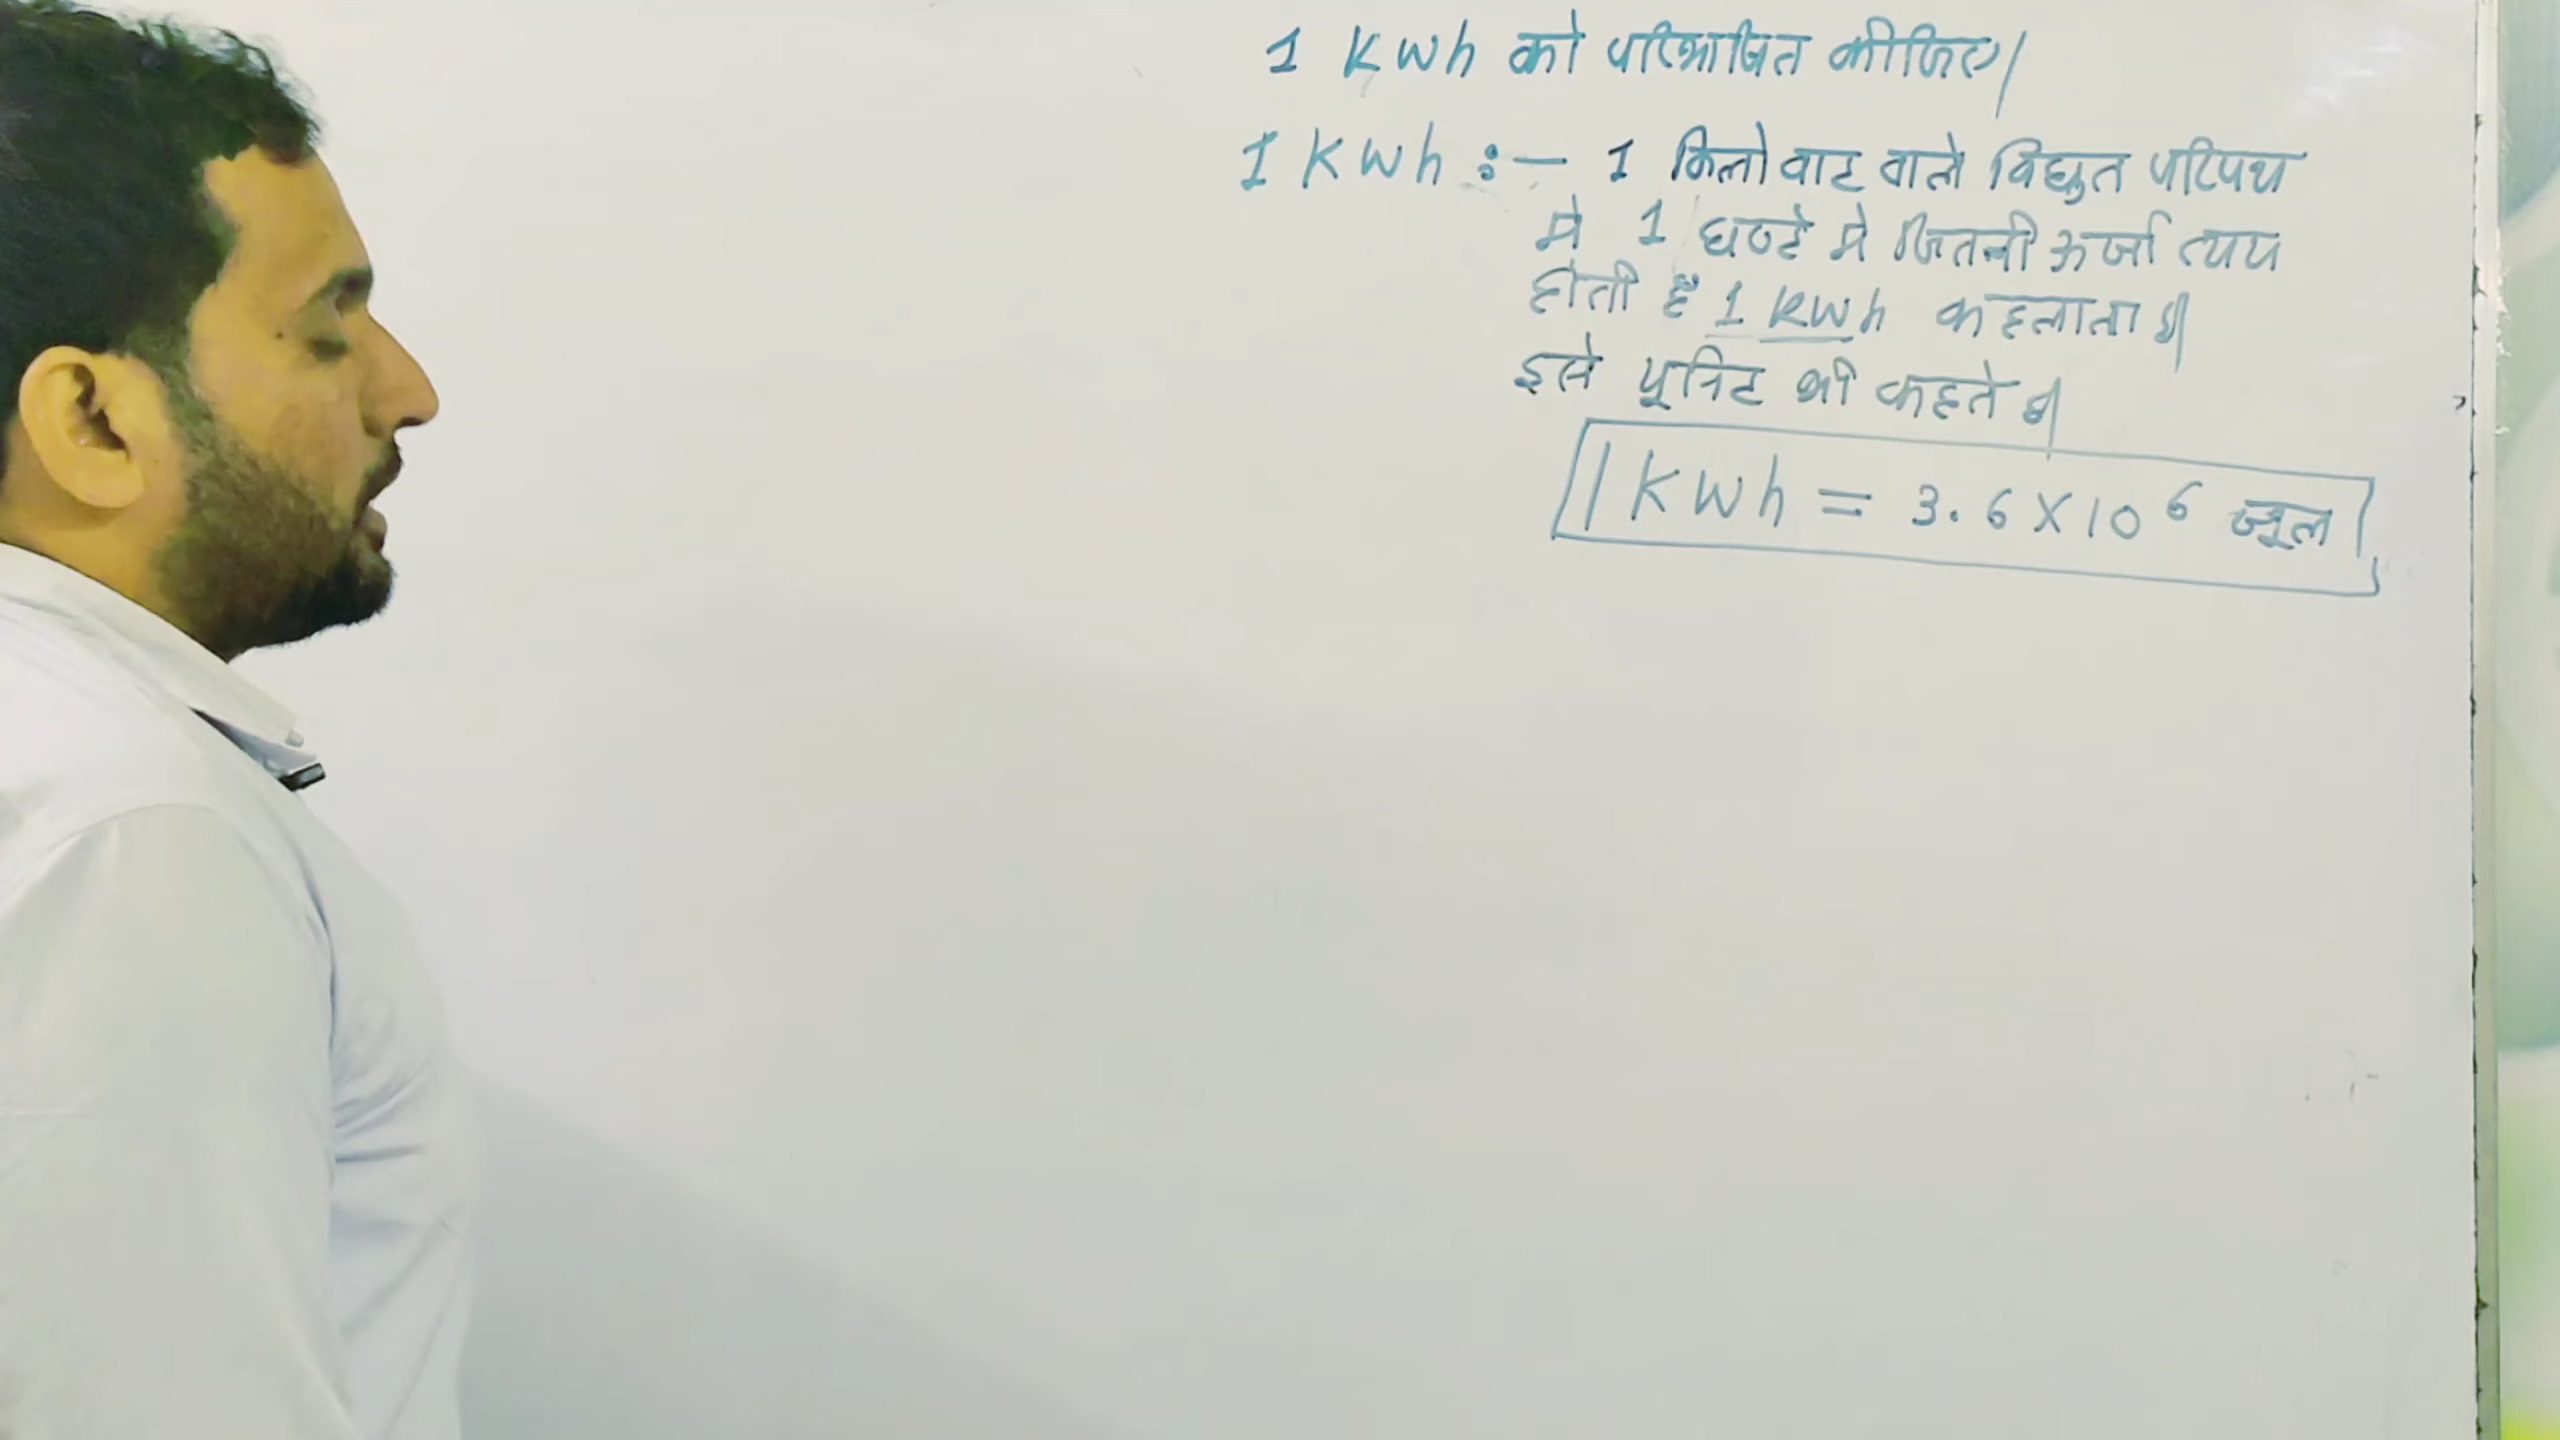 1 Kwh को परिभाषित कीजिए।
1 Kwh :- 1 किलो वाट वाले विद्युत परिपथ
मे 1 घण्टे मे जितनी ऊर्जा व्यय
होती है 1 kwh कहलाता है।
इसे यूनिट भी कहते है।
1 KWh = 3.6 X 10⁶ जूल